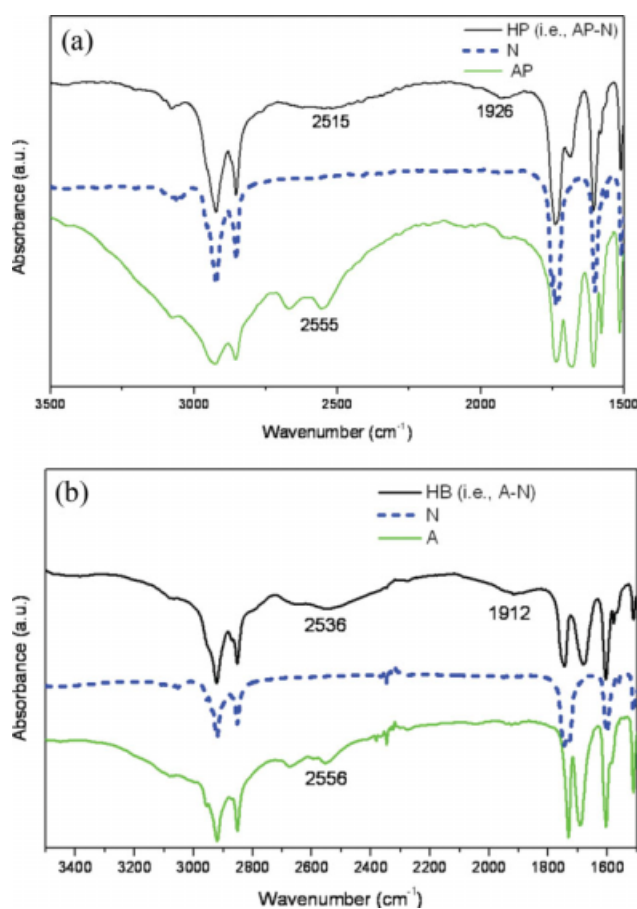 (a)
HP (i.e., AP-N)
N
AP
2515
1926
2555
Absorbance (a.u.)
3500 3000 2500 2000 1500
Wavenumber (cm⁻¹)
(b)
HB (i.e., A-N)
N
A
2536
1912
2556
Absorbance (a.u.)
3400 3200 3000 2800 2600 2400 2200 2000 1800 1600
Wavenumber (cm⁻¹)